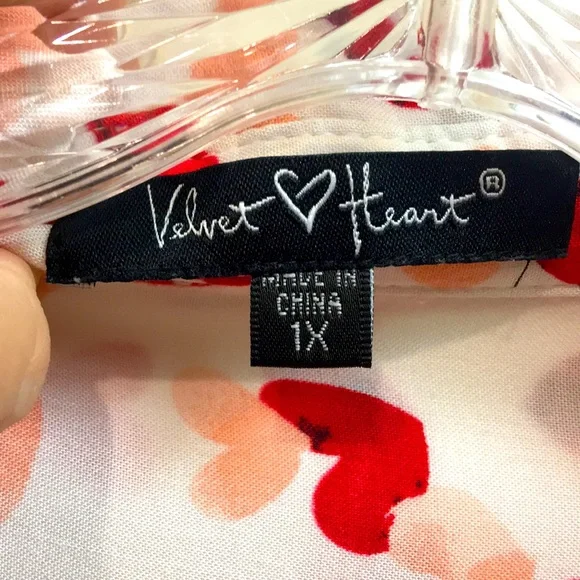 Velvet ♡ Heart®
MADE IN
CHINA
1X